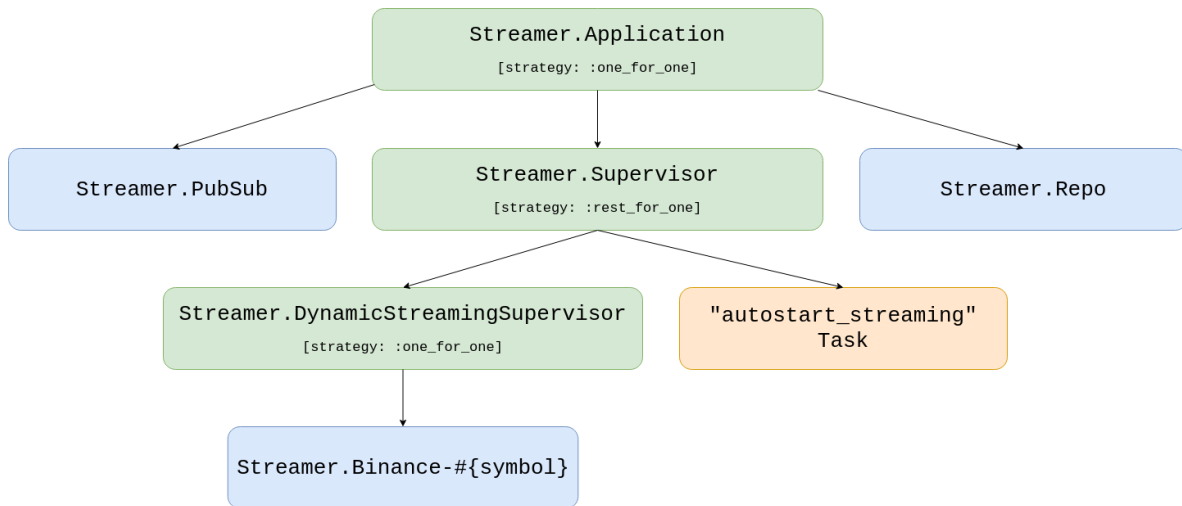 Streamer.Application
[strategy: :one_for_one]
Streamer.PubSub
Streamer.Supervisor
[strategy: :rest_for_one]
Streamer.Repo
Streamer.DynamicStreamingSupervisor
[strategy: :one_for_one]
"autostart_streaming"
Task
Streamer.Binance-#{symbol}